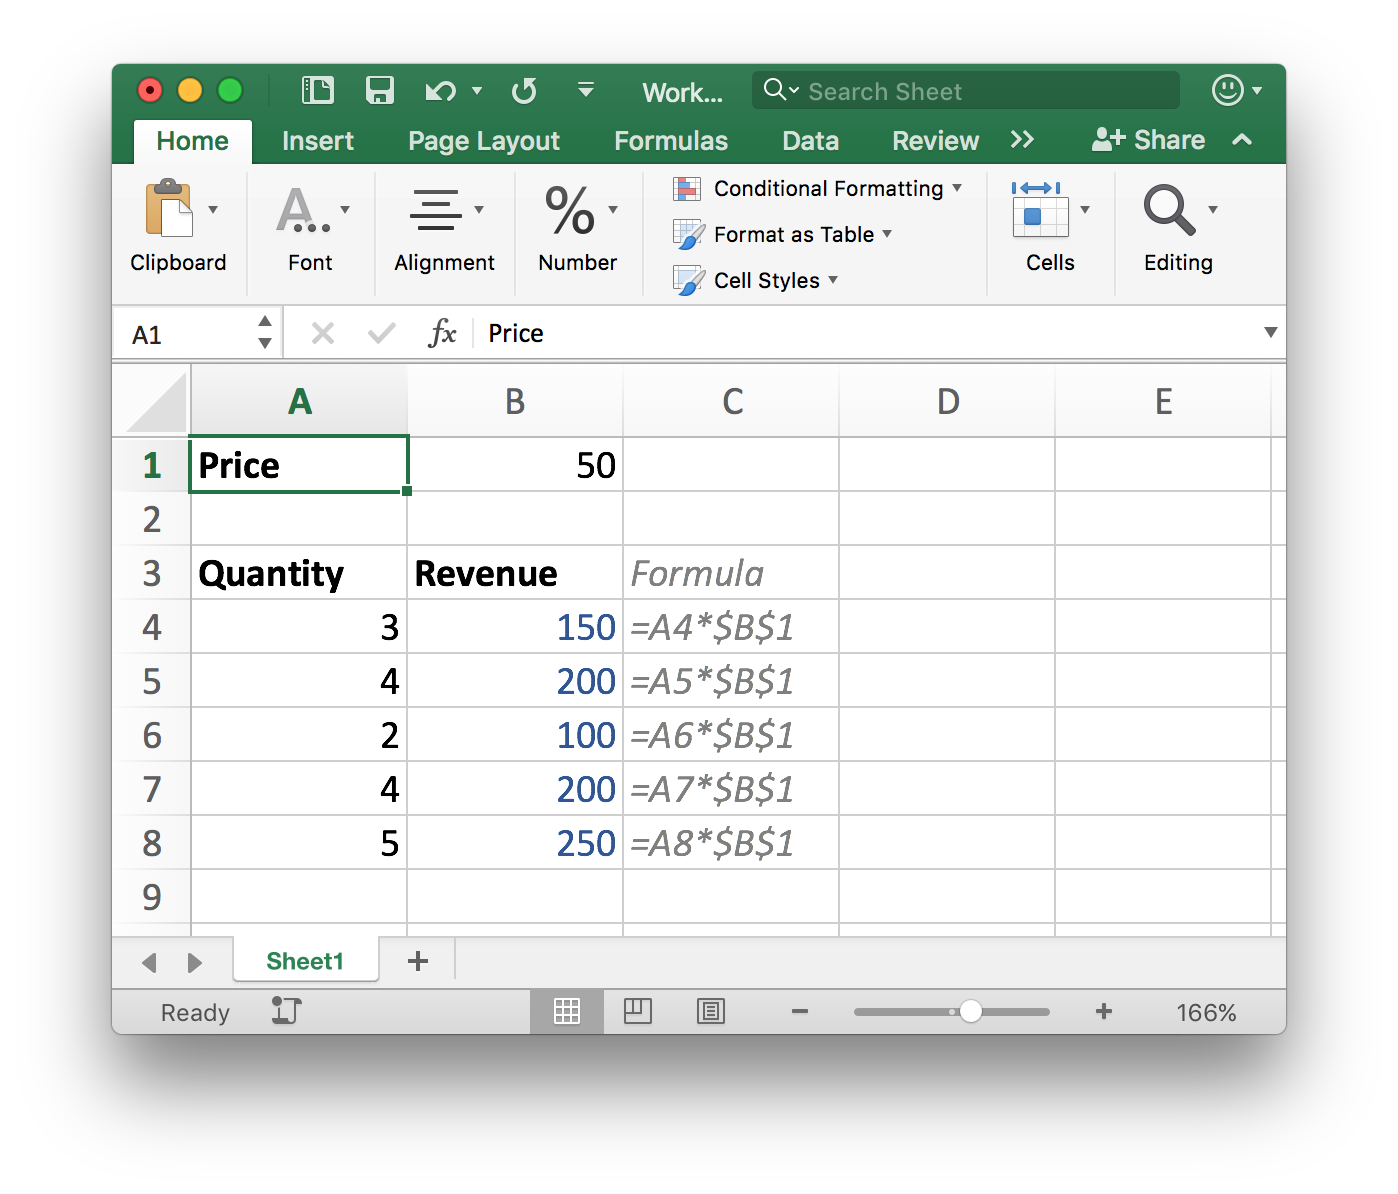 Work... Search Sheet
Home Insert Page Layout Formulas Data Review >> Share
Conditional Formatting
Format as Table
Cell Styles
Clipboard Font Alignment Number Cells Editing
A1 fx Price
A B C D E
1 Price 50
2
3 Quantity Revenue Formula
4 3 150 =A4*$B$1
5 4 200 =A5*$B$1
6 2 100 =A6*$B$1
7 4 200 =A7*$B$1
8 5 250 =A8*$B$1
9
Sheet1 +
Ready 166%